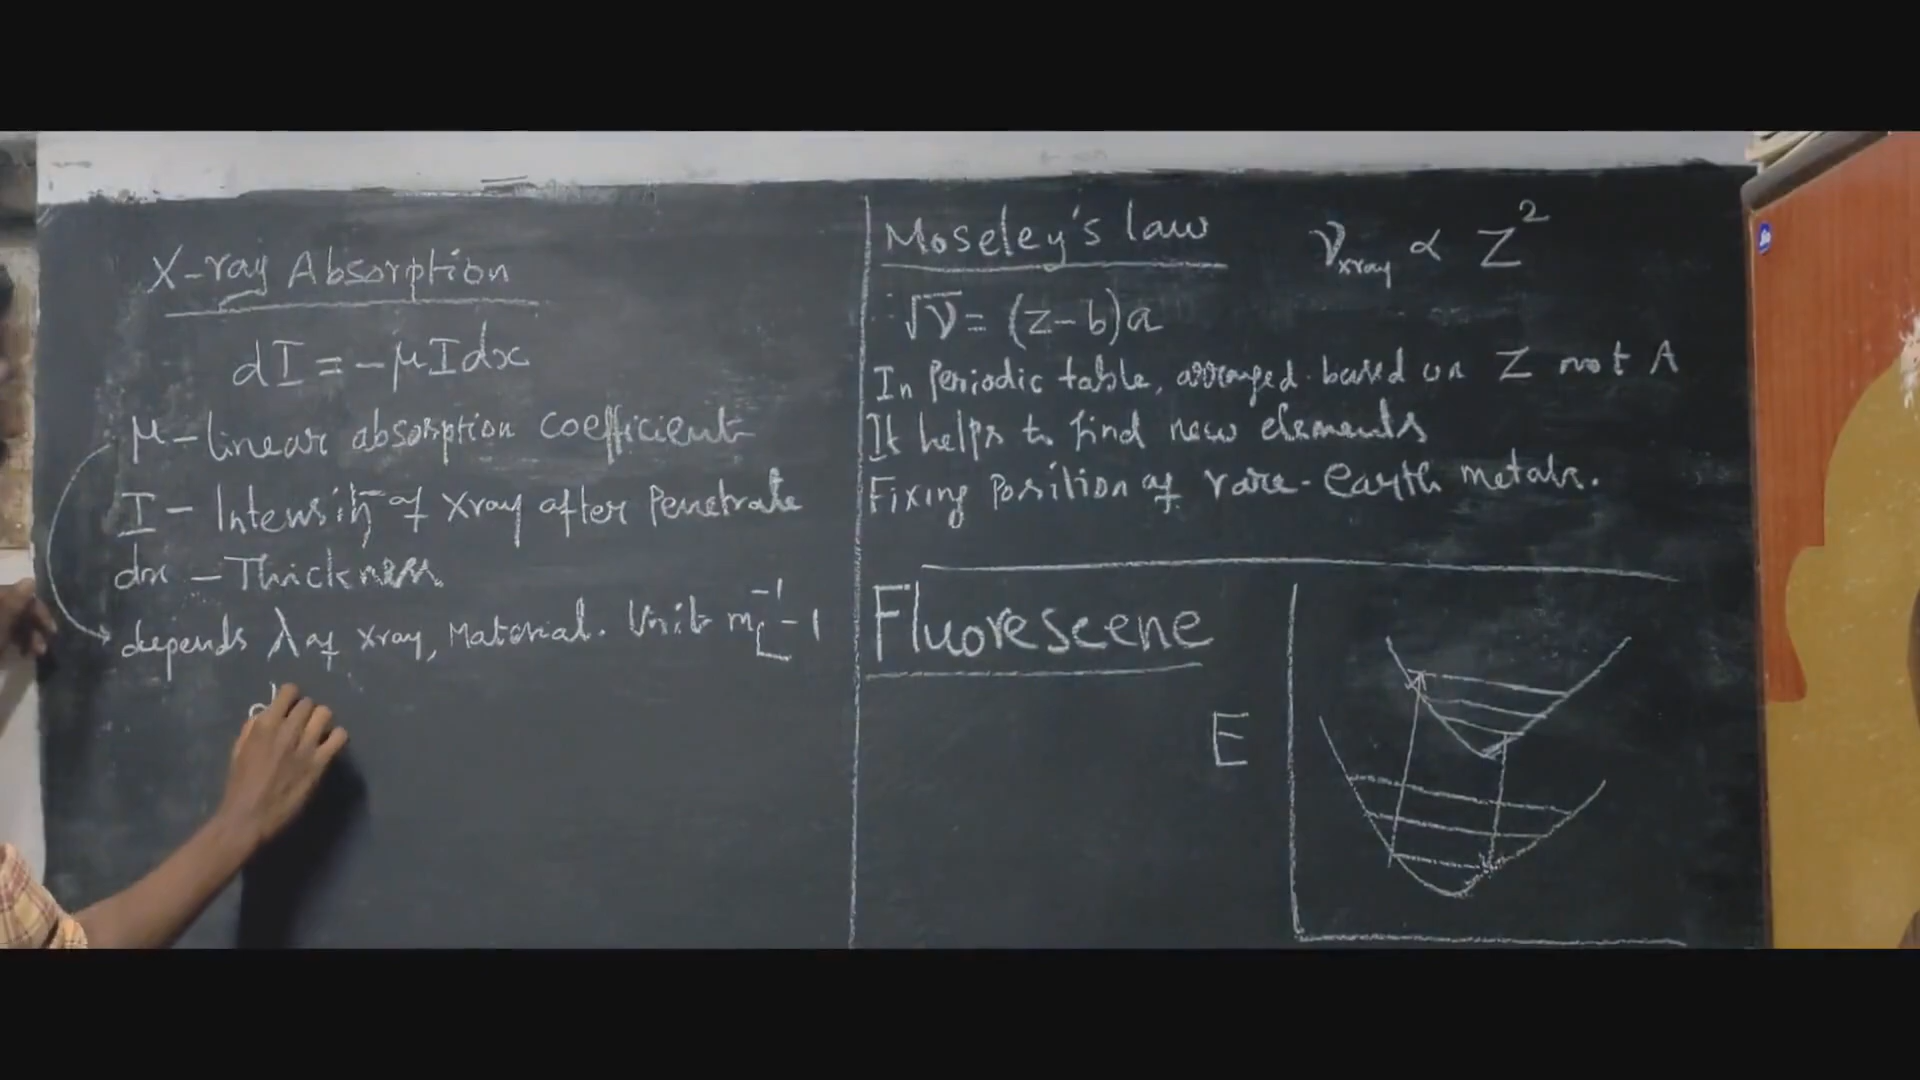 X-ray Absorption
dI = -μIdx
μ - linear absorption coefficient
I - Intensity of Xray after Penetrate
dx - Thickness
depends λ of xray, Material. Unit m⁻¹ L⁻¹
d
Moseley's law ν_xray ∝ Z²
√ν = (z-b)a
In Periodic table, arranged based on Z not A
It helps to find new elements
Fixing Position of rare-earth metals.
Fluorescene
E